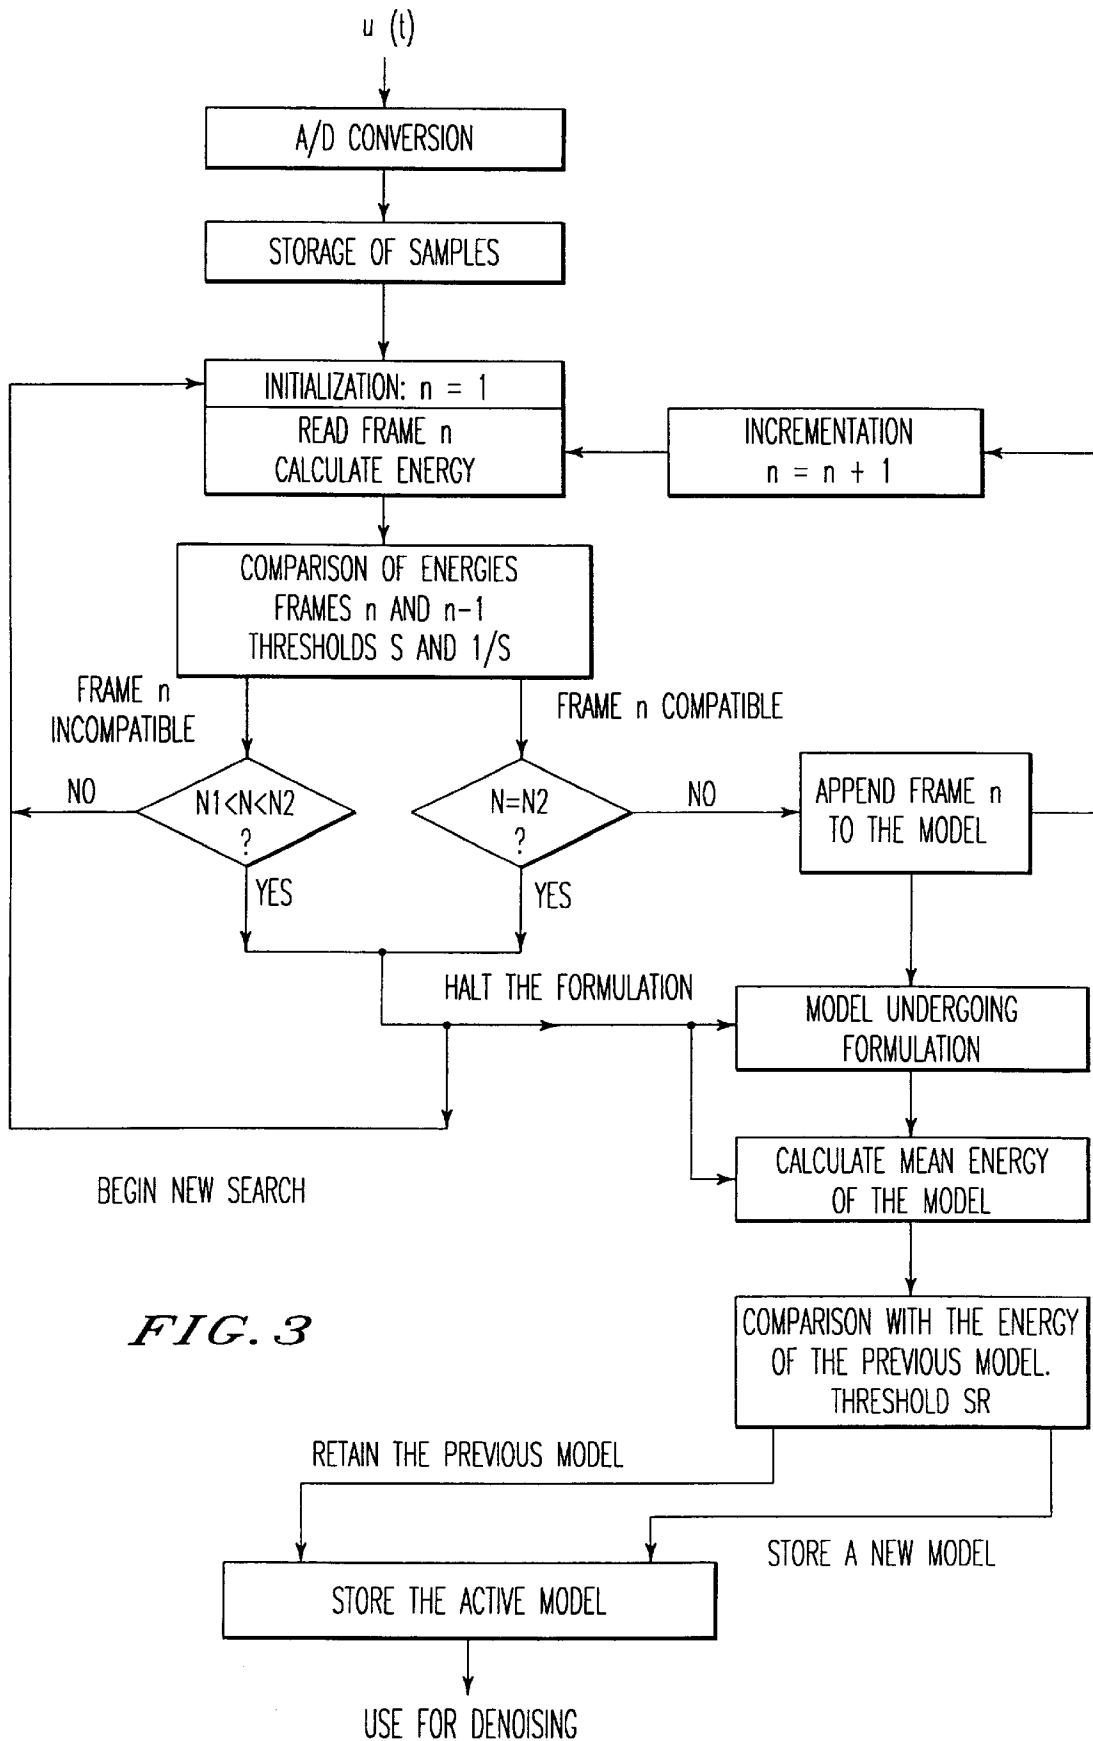 u (t)
A/D CONVERSION
STORAGE OF SAMPLES
INITIALIZATION: n = 1
READ FRAME n
CALCULATE ENERGY
INCREMENTATION
n = n + 1
COMPARISON OF ENERGIES
FRAMES n AND n-1
THRESHOLDS S AND 1/S
FRAME n
INCOMPATIBLE
FRAME n COMPATIBLE
NO
N1<N<N2
?
YES
N=N2
?
NO
YES
APPEND FRAME n
TO THE MODEL
HALT THE FORMULATION
MODEL UNDERGOING
FORMULATION
BEGIN NEW SEARCH
CALCULATE MEAN ENERGY
OF THE MODEL
FIG. 3
COMPARISON WITH THE ENERGY
OF THE PREVIOUS MODEL.
THRESHOLD SR
RETAIN THE PREVIOUS MODEL
STORE A NEW MODEL
STORE THE ACTIVE MODEL
USE FOR DENOISING